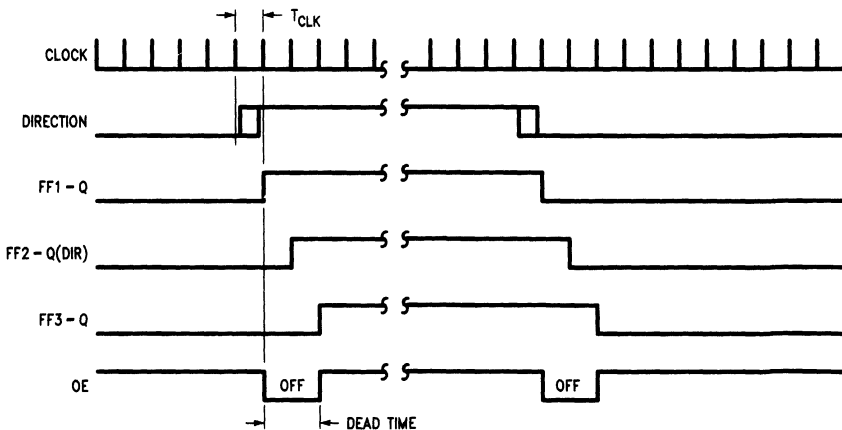 T_CLK
CLOCK
DIRECTION
FF1 - Q
FF2 - Q(DIR)
FF3 - Q
OE
OFF
OFF
DEAD TIME